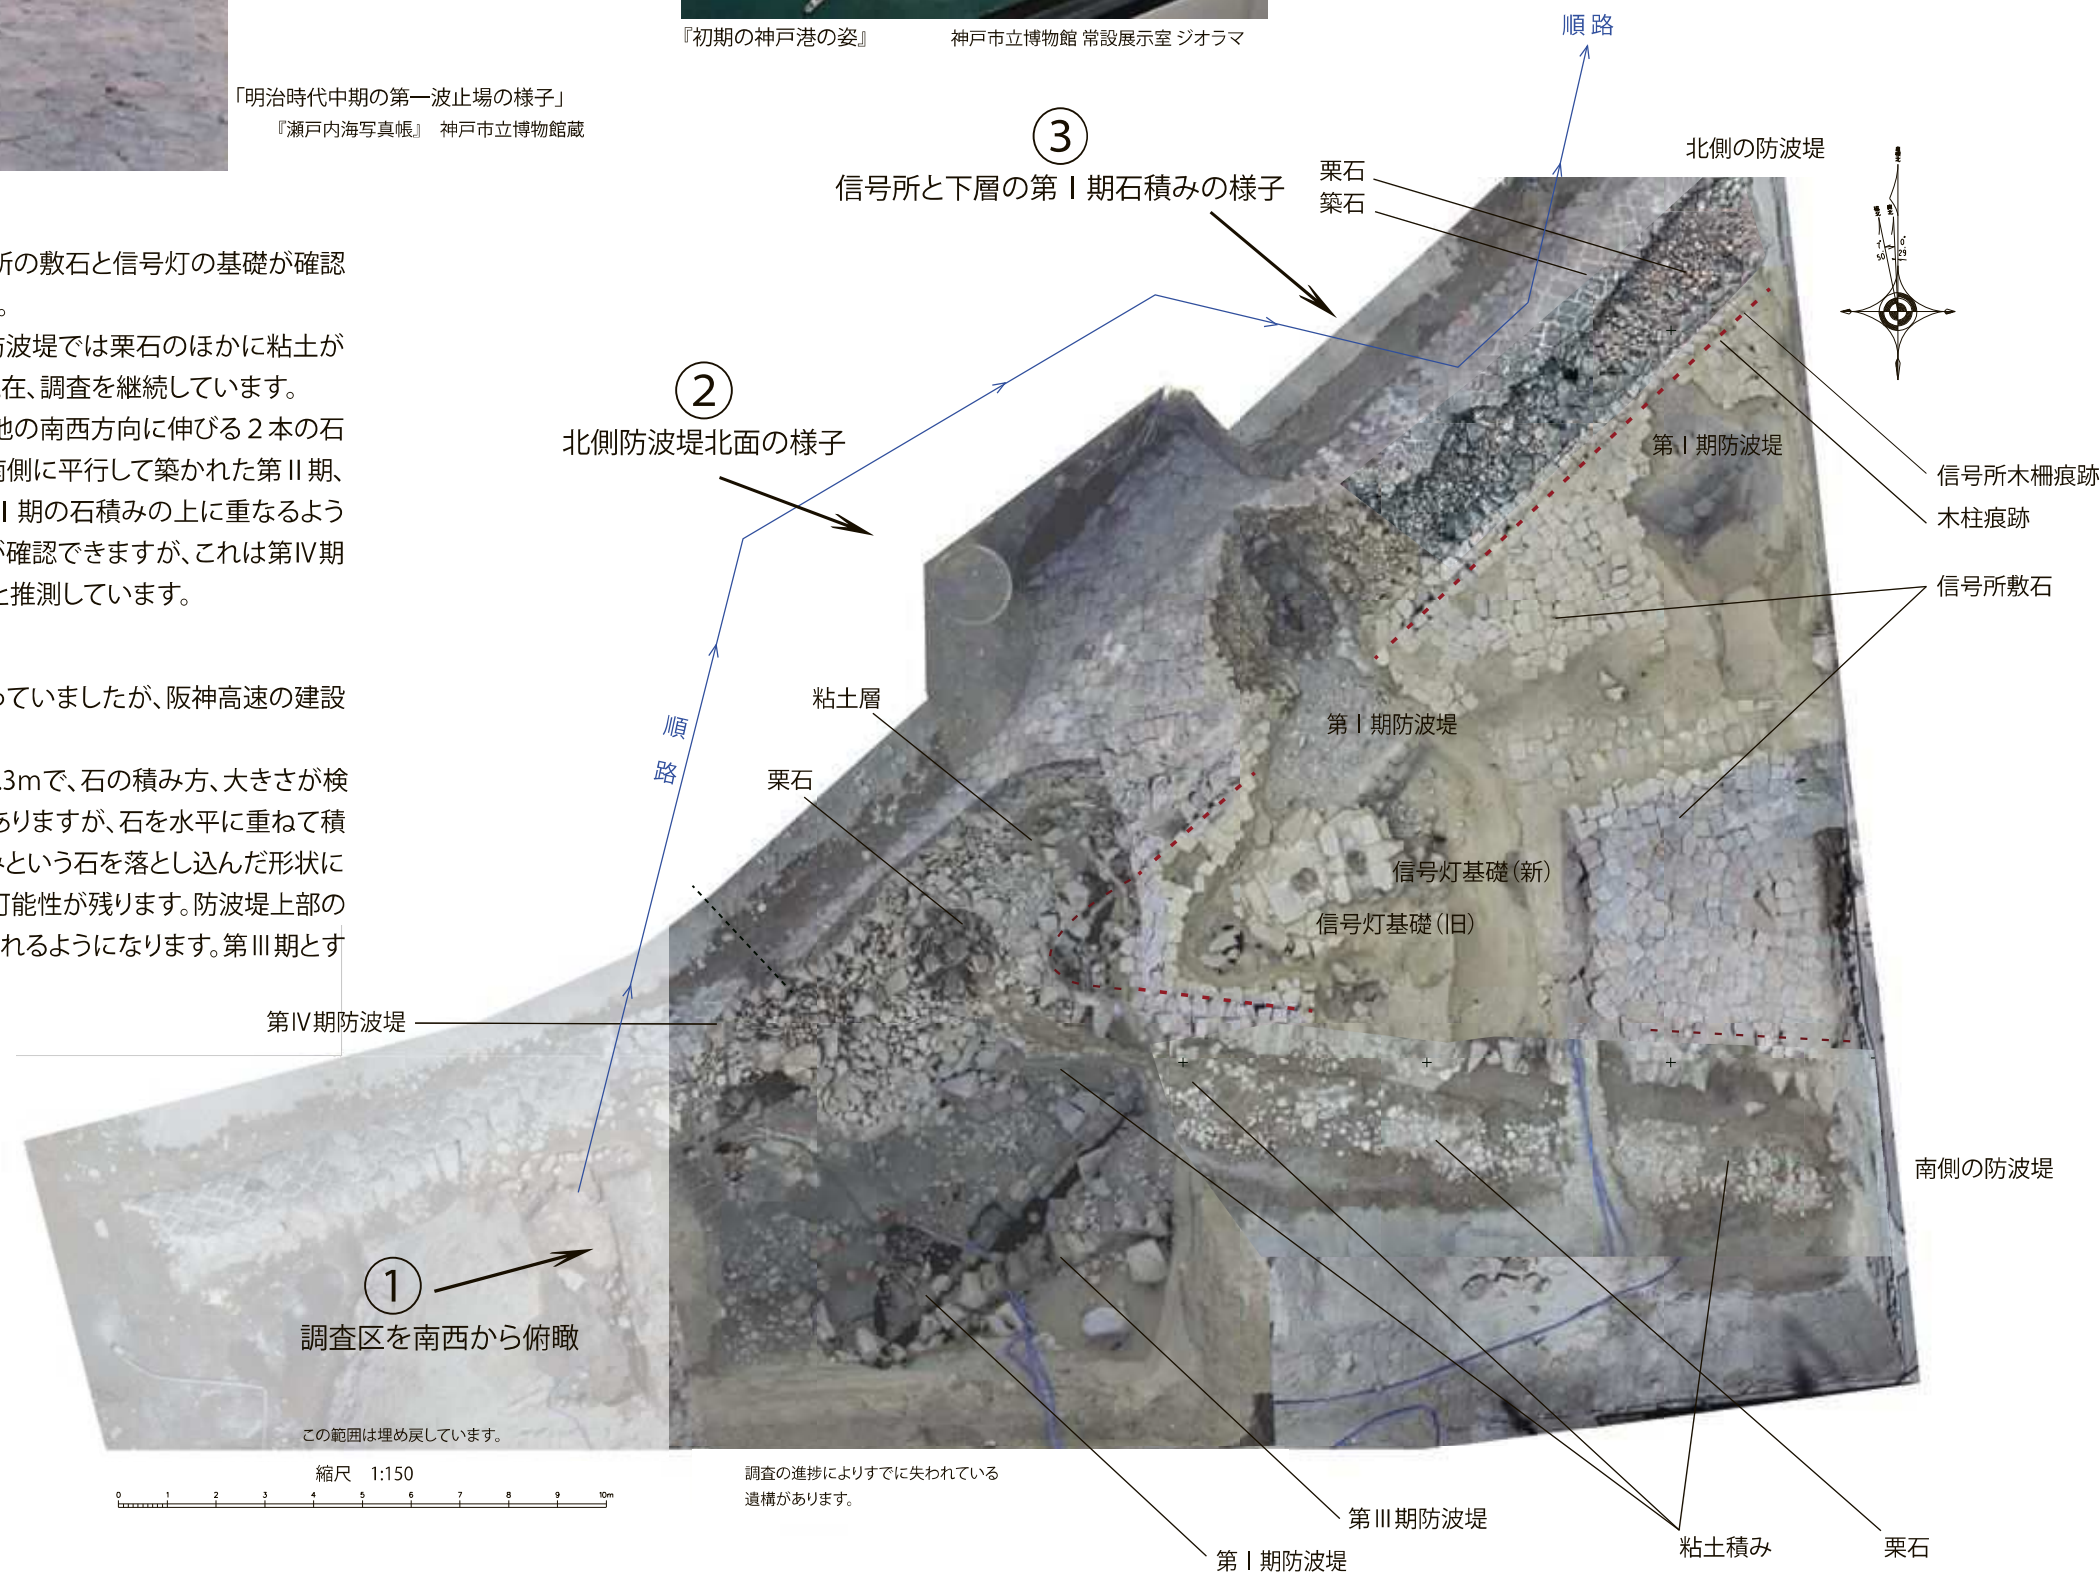 『初期の神戸港の姿』
神戸市立博物館 常設展示室 ジオラマ
「明治時代中期の第一波止場の様子」
『瀬戸内海写真帳』 神戸市立博物館蔵
所の敷石と信号灯の基礎が確認
。
防波堤では栗石のほかに粘土が
在、調査を継続しています。
地の南西方向に伸びる2本の石
南側に平行して築かれた第Ⅱ期、
Ⅰ期の石積みの上に重なるよう
が確認できますが、これは第Ⅳ期
と推測しています。
っていましたが、阪神高速の建設
.3mで、石の積み方、大きさが検
ありますが、石を水平に重ねて積
みという石を落とし込んだ形状に
可能性が残ります。防波堤上部の
れるようになります。第Ⅲ期とす
順路
③
信号所と下層の第Ⅰ期石積みの様子
栗石
築石
北側の防波堤
②
北側防波堤北面の様子
第Ⅰ期防波堤
信号所木柵痕跡
木柱痕跡
信号所敷石
粘土層
栗石
順路
第Ⅰ期防波堤
信号灯基礎(新)
信号灯基礎(旧)
第Ⅳ期防波堤
南側の防波堤
①
調査区を南西から俯瞰
この範囲は埋め戻しています。
縮尺 1:150
0 1 2 3 4 5 6 7 8 9 10m
調査の進捗によりすでに失われている
遺構があります。
第Ⅲ期防波堤
第Ⅰ期防波堤
粘土積み
栗石